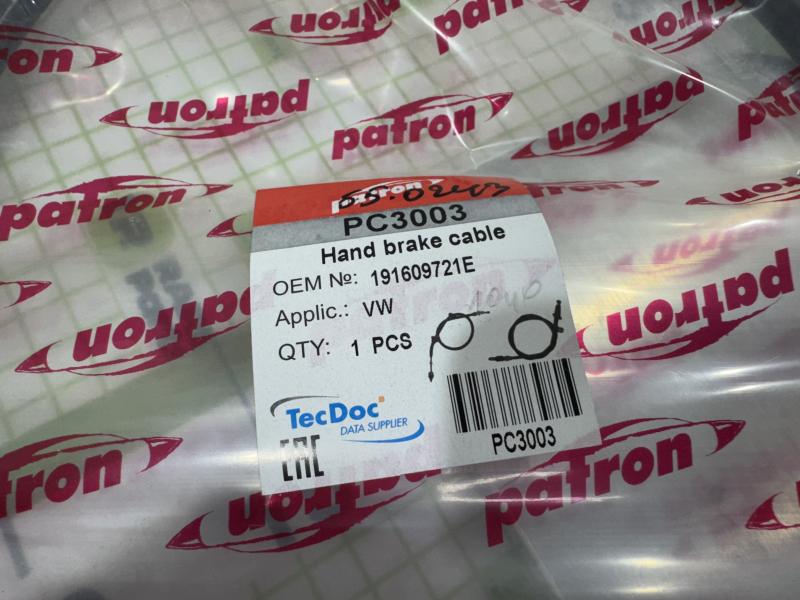 patron
patron
patron
patron
patron
patron
patron
patron
patron
PC3003
Hand brake cable
OEM №: 191609721E
Applic.: VW
QTY: 1 PCS
TecDoc
DATA SUPPLIER
EAC
PC3003
patron
patron
patron
patron